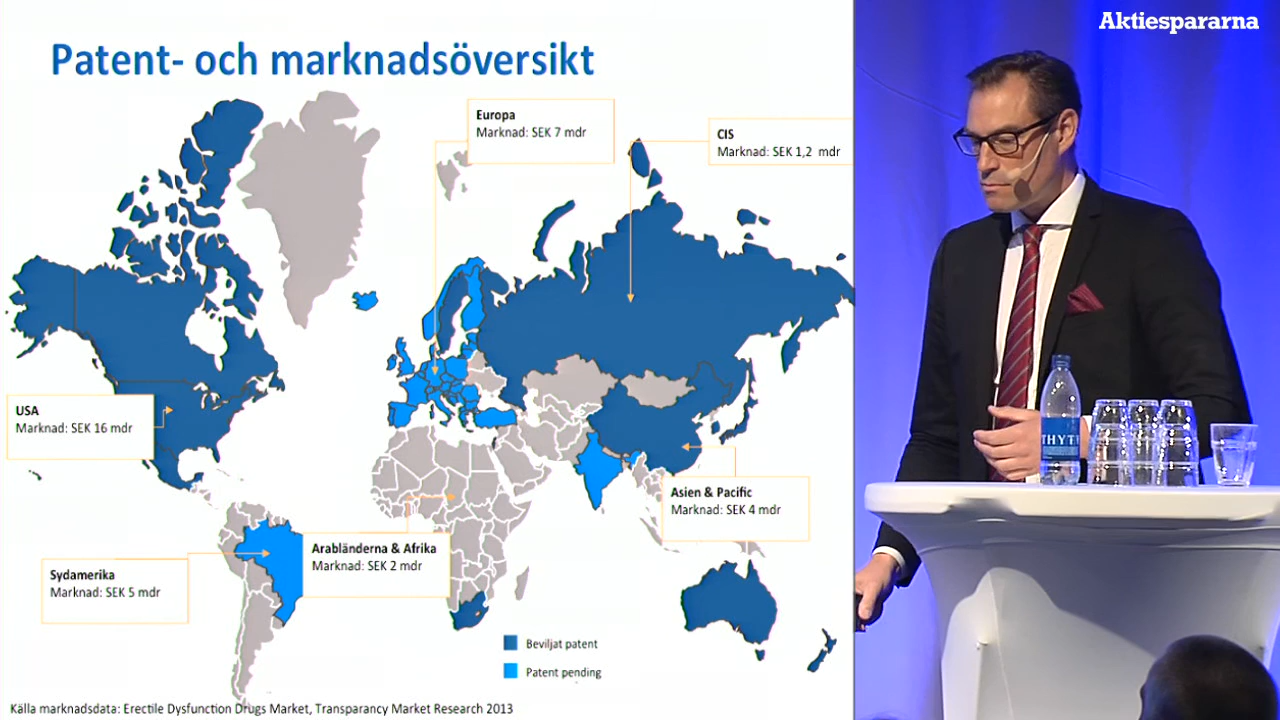 Aktiespararna
Patent- och marknadsöversikt
Europa
Marknad: SEK 7 mdr
CIS
Marknad: SEK 1,2 mdr
USA
Marknad: SEK 16 mdr
Asien & Pacific
Marknad: SEK 4 mdr
Arabländerna & Afrika
Marknad: SEK 2 mdr
Sydamerika
Marknad: SEK 5 mdr
Beviljat patent
Patent pending
Källa marknadsdata: Erectile Dysfunction Drugs Market, Transparancy Market Research 2013